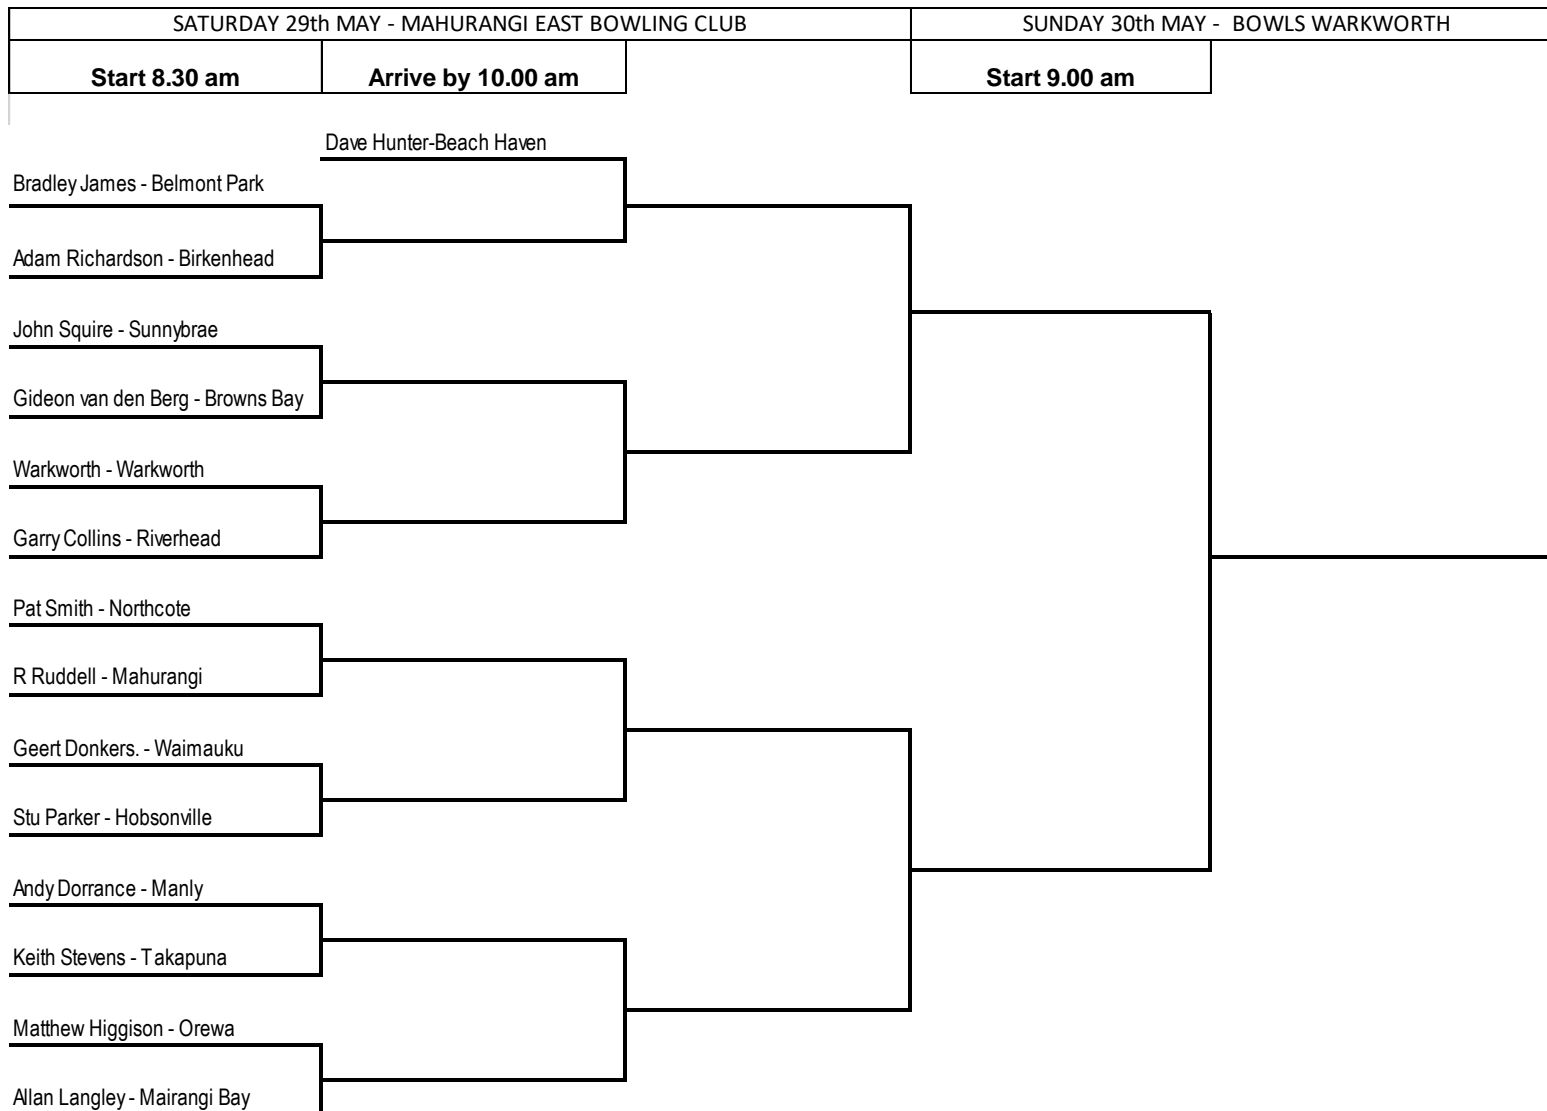 SATURDAY 29th MAY - MAHURANGI EAST BOWLING CLUB
SUNDAY 30th MAY - BOWLS WARKWORTH
Start 8.30 am
Arrive by 10.00 am
Start 9.00 am
Dave Hunter-Beach Haven
Bradley James - Belmont Park
Adam Richardson - Birkenhead
John Squire - Sunnybrae
Gideon van den Berg - Browns Bay
Warkworth - Warkworth
Garry Collins - Riverhead
Pat Smith - Northcote
R Ruddell - Mahurangi
Geert Donkers. - Waimauku
Stu Parker - Hobsonville
Andy Dorrance - Manly
Keith Stevens - Takapuna
Matthew Higgison - Orewa
Allan Langley - Mairangi Bay